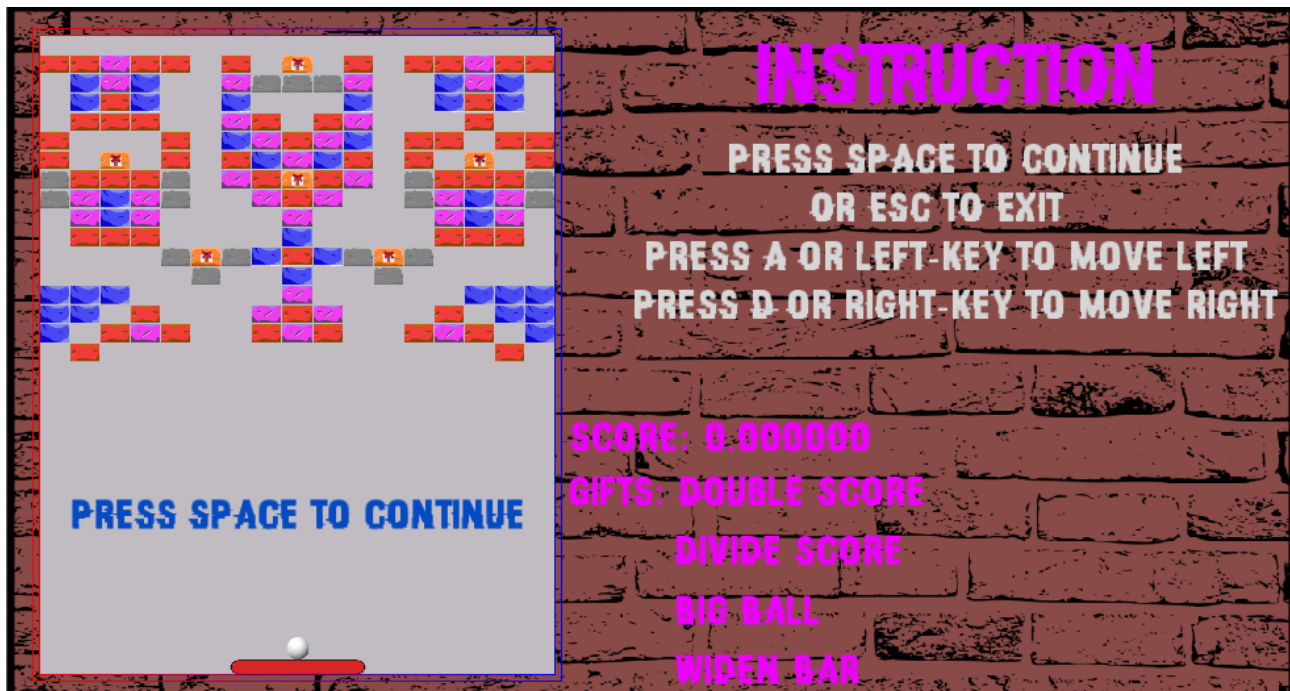 INSTRUCTION
PRESS SPACE TO CONTINUE
OR ESC TO EXIT
PRESS A OR LEFT-KEY TO MOVE LEFT
PRESS D OR RIGHT-KEY TO MOVE RIGHT
SCORE: 0.000000
GIFTS: DOUBLE SCORE
DIVIDE SCORE
BIG BALL
WIDEN BAR
PRESS SPACE TO CONTINUE